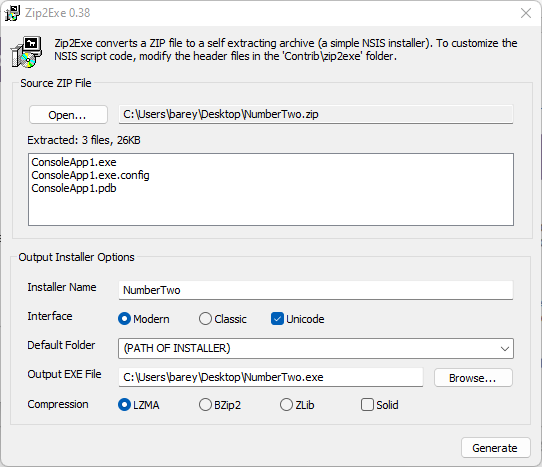 Zip2Exe 0.38
Zip2Exe converts a ZIP file to a self extracting archive (a simple NSIS installer). To customize the
NSIS script code, modify the header files in the 'Contrib\zip2exe' folder.
Source ZIP File
Open... C:\Users\barey\Desktop\NumberTwo.zip
Extracted: 3 files, 26KB
ConsoleApp1.exe
ConsoleApp1.exe.config
ConsoleApp1.pdb
Output Installer Options
Installer Name NumberTwo
Interface Modern Classic Unicode
Default Folder (PATH OF INSTALLER)
Output EXE File C:\Users\barey\Desktop\NumberTwo.exe Browse...
Compression LZMA BZip2 ZLib Solid
Generate